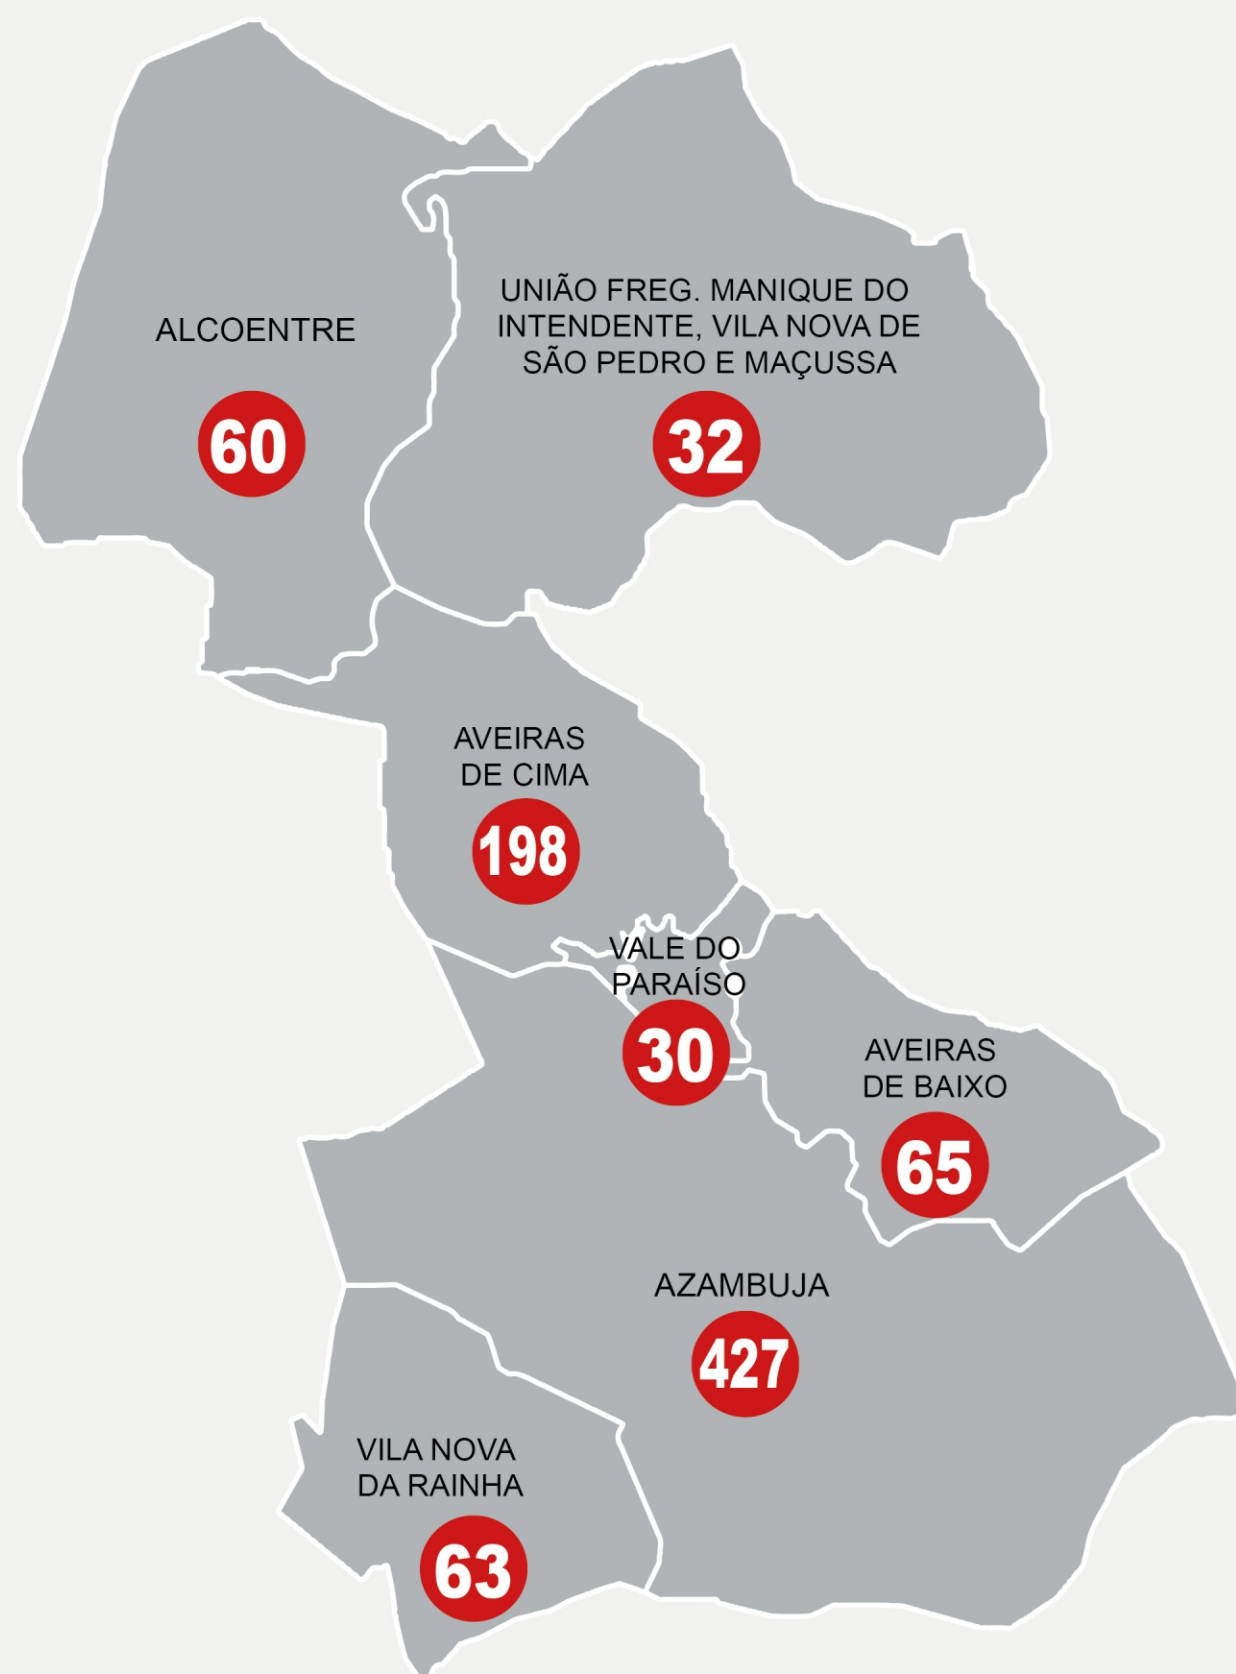 ALCOENTRE
60
UNIÃO FREG. MANIQUE DO
INTENDENTE, VILA NOVA DE
SÃO PEDRO E MAÇUSSA
32
AVEIRAS
DE CIMA
198
VALE DO
PARAÍSO
30
AVEIRAS
DE BAIXO
65
AZAMBUJA
427
VILA NOVA
DA RAINHA
63